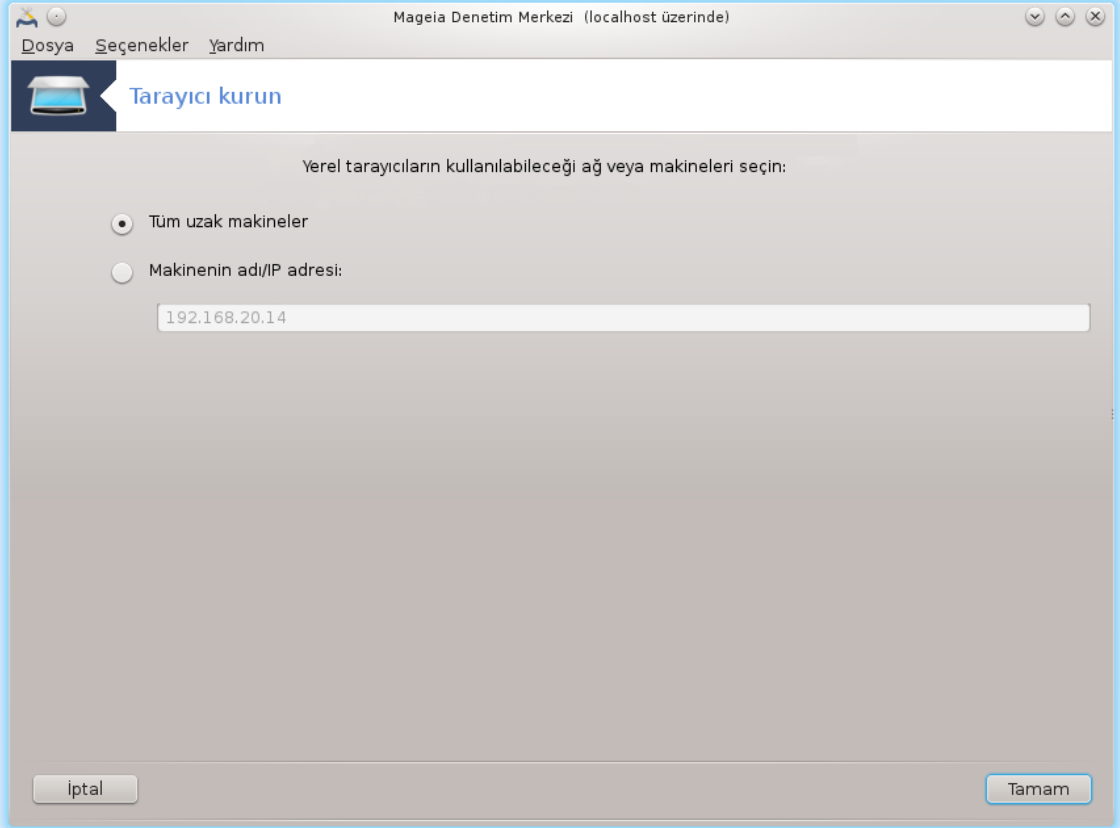 Mageia Denetim Merkezi (localhost üzerinde)
Dosya Seçenekler Yardım
Tarayıcı kurun
Yerel tarayıcıların kullanılabileceği ağ veya makineleri seçin:
Tüm uzak makineler
Makinenin adı/IP adresi:
192.168.20.14
İptal Tamam